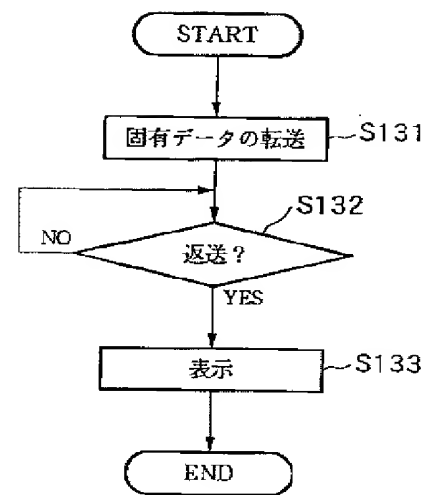 START
固有データの転送
S131
S132
NO
返送?
YES
表示
S133
END